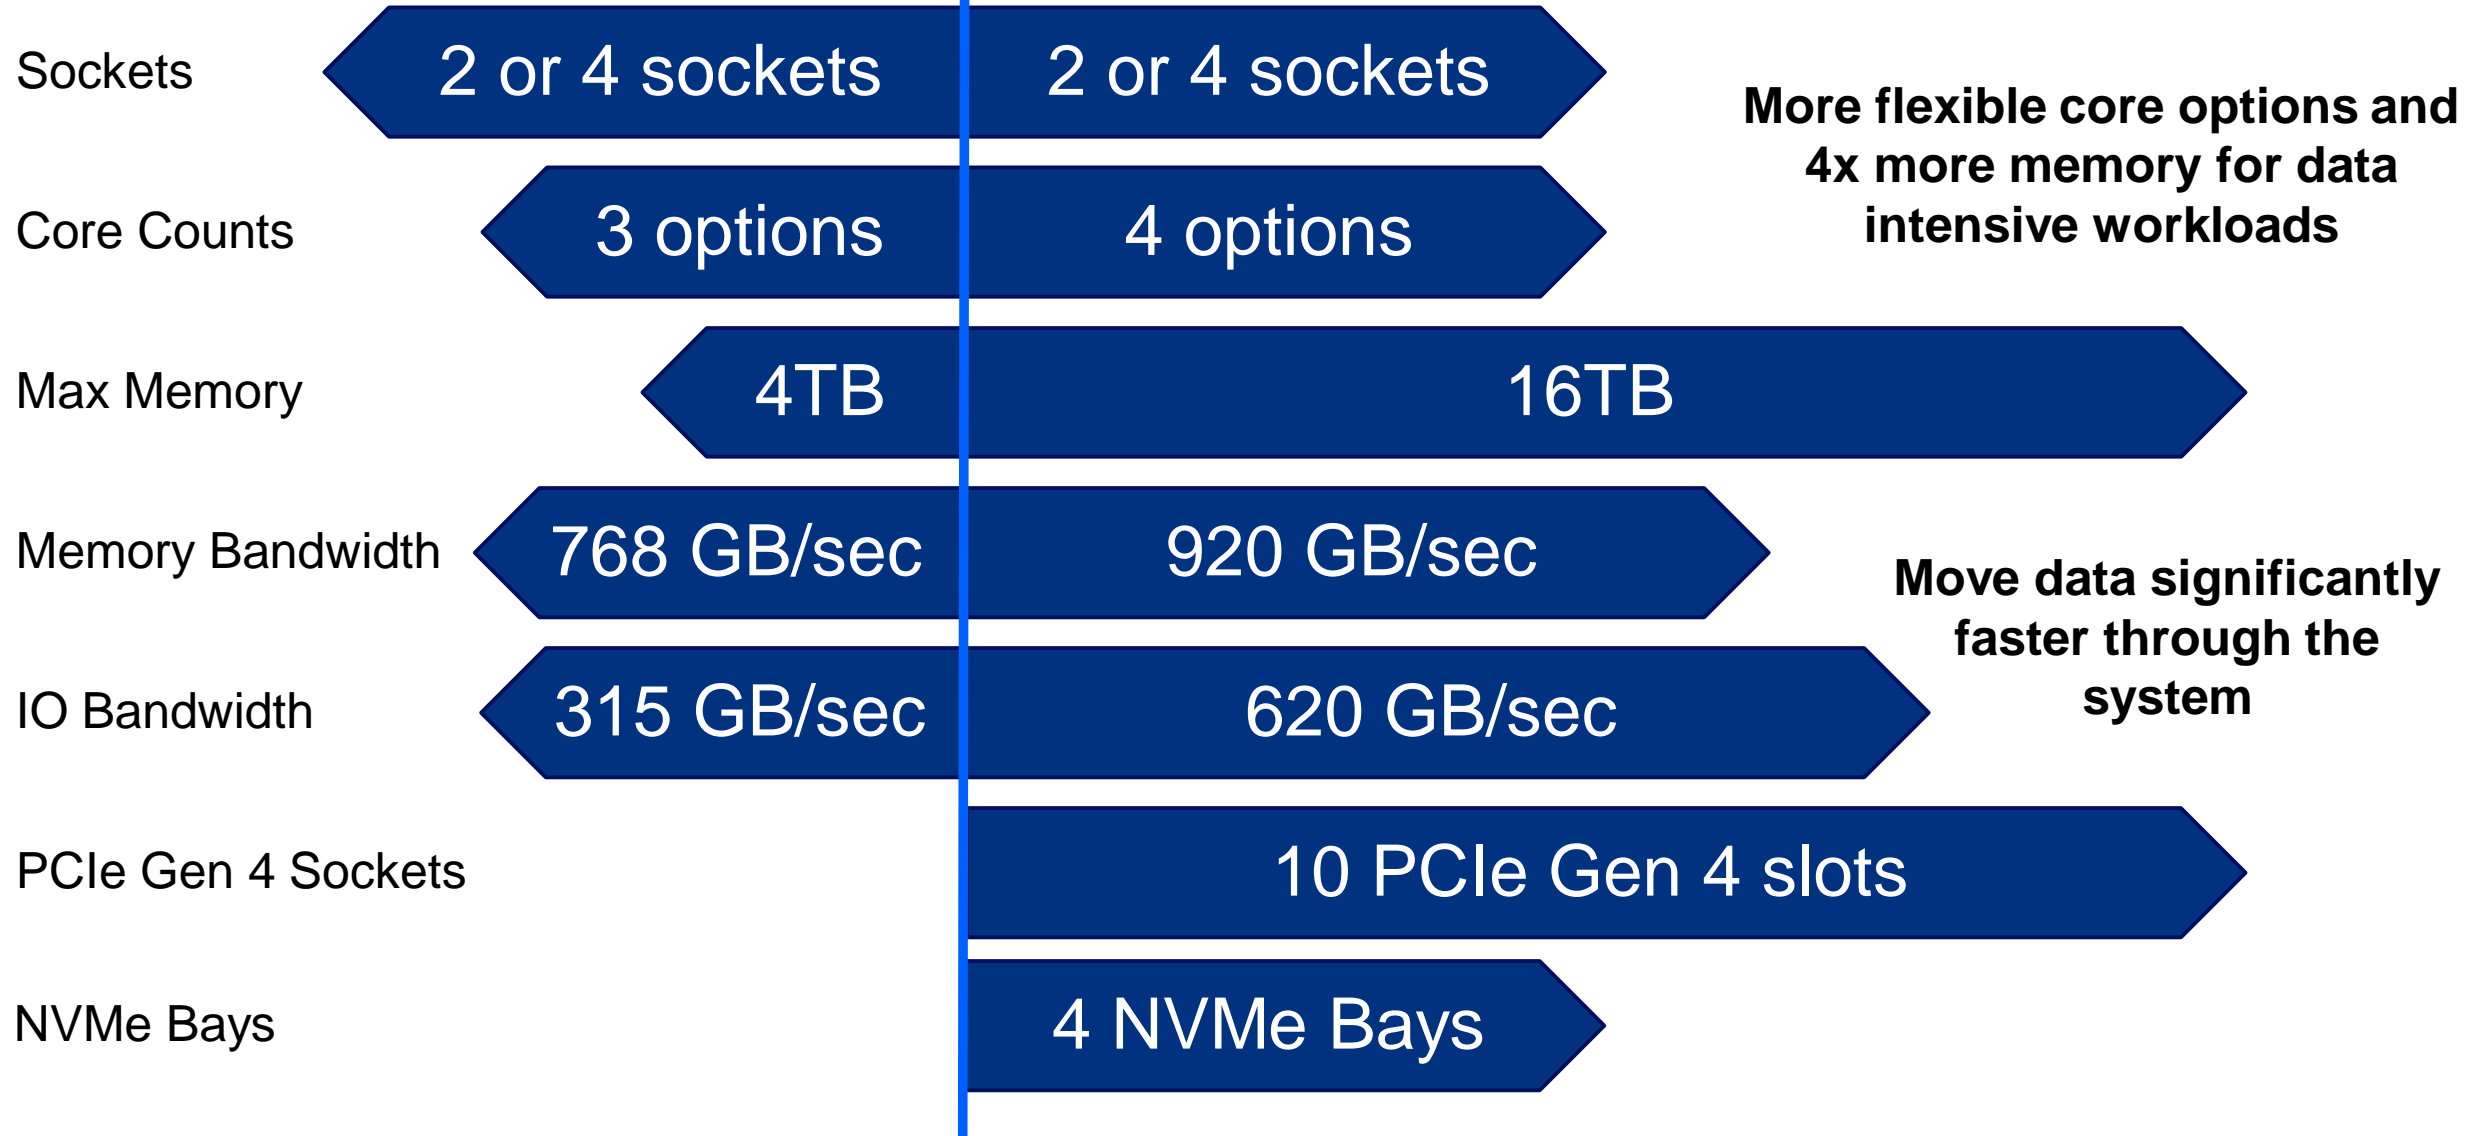 Sockets
2 or 4 sockets
2 or 4 sockets
More flexible core options and
4x more memory for data
intensive workloads
Core Counts
3 options
4 options
Max Memory
4TB
16TB
Memory Bandwidth
768 GB/sec
920 GB/sec
Move data significantly
faster through the
system
IO Bandwidth
315 GB/sec
620 GB/sec
PCIe Gen 4 Sockets
10 PCIe Gen 4 slots
NVMe Bays
4 NVMe Bays